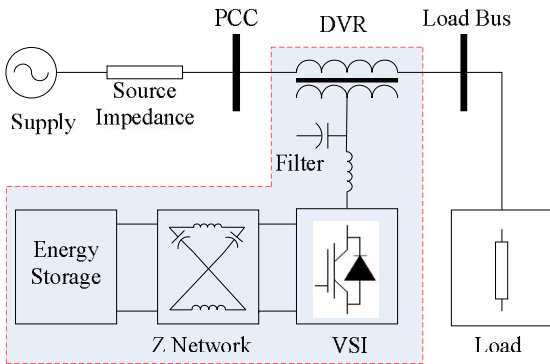 PCC
DVR
Load Bus
Supply
Source
Impedance
Filter
Energy
Storage
Z Network
VSI
Load